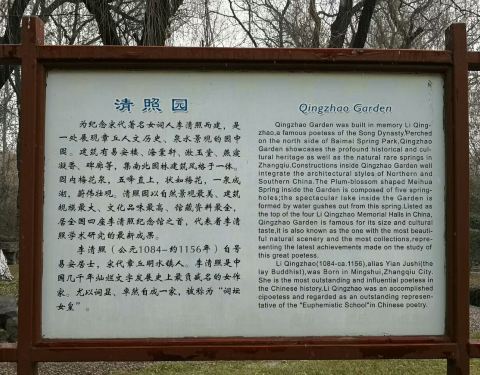 清照园
为纪念宋代著名女词人李清照而建，是
一处展现章丘人文历史、泉水景观的园中
园。建筑有易安楼、海棠轩、漱玉堂、燕寝
凝香、碑廊等，集南北园林建筑风格于一体。
园内梅花泉，五峰直上，状如梅花，一泉成
湖，蔚伟壮观，清照园以自然景观最美、建筑
规模最大、文化品味最高、馆藏资料最全，
居全国四座李清照纪念馆之首，代表着李清
照学术研究的最新成果。
李清照（公元1084-约1156年）自号
易安居士，宋代章丘明水镇人。李清照是中
国几千年灿烂文学发展史上最负盛名的女作
家，尤以词显，卓然自成一家，被称为“词坛
女皇”。
Qingzhao Garden
Qingzhao Garden was built in memory Li Qing-
zhao,a famous poetess of the Song Dynasty.Perched
on the north side of Baimai Spring Park,Qingzhao
Garden showcases the profound historical and cul-
tural heritage as well as the natural rare springs in
Zhangqiu.Constructions inside Qingzhao Garden well
integrate the architectural styles of Northern and
Southern China.The Plum-blossom shaped Meihua
Spring inside the Garden is composed of five spring-
holes;the spectacular lake inside the Garden is
formed by water gushes out from this spring.Listed as
the top of the four Li Qingzhao Memorial Halls in China,
Qingzhao Garden is famous for its size and cultural
taste,it is also known as the one with the most beauti-
ful natural scenery and the most collections,repre-
senting the latest achievements made on the study of
this great poetess.
Li Qingzhao(1084-ca.1156),alias Yian Jushi(the
lay Buddhist),was Born in Mingshui,Zhangqiu City.
She is the most outstanding and influential poetess in
the Chinese history.Li Qingzhao was an accomplished
cipoetess and regarded as an outstanding represen-
tative of the "Euphemistic School"in Chinese poetry.